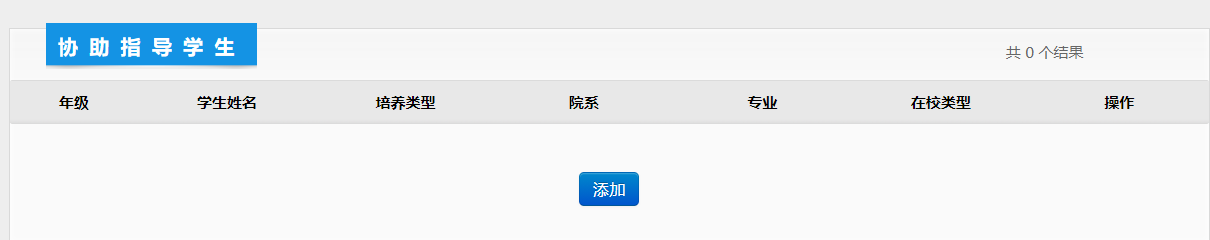 协助指导学生
共 0 个结果
年级 学生姓名 培养类型 院系 专业 在校类型 操作
添加